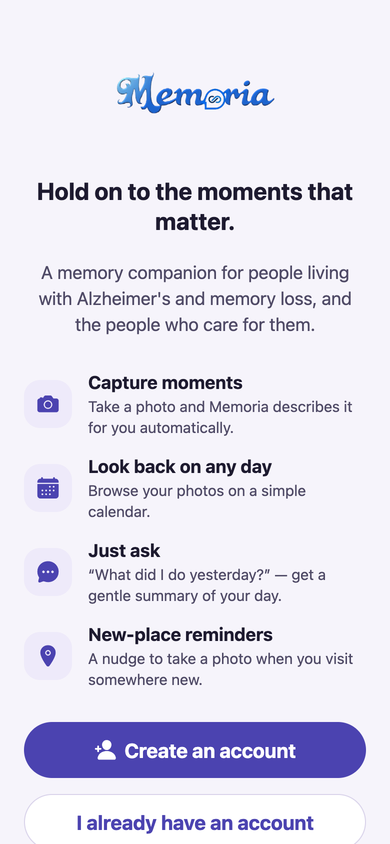 Memoria
Hold on to the moments that
matter.
A memory companion for people living
with Alzheimer's and memory loss, and
the people who care for them.
Capture moments
Take a photo and Memoria describes it
for you automatically.
Look back on any day
Browse your photos on a simple
calendar.
Just ask
“What did I do yesterday?” — get a
gentle summary of your day.
New-place reminders
A nudge to take a photo when you visit
somewhere new.
Create an account
I already have an account